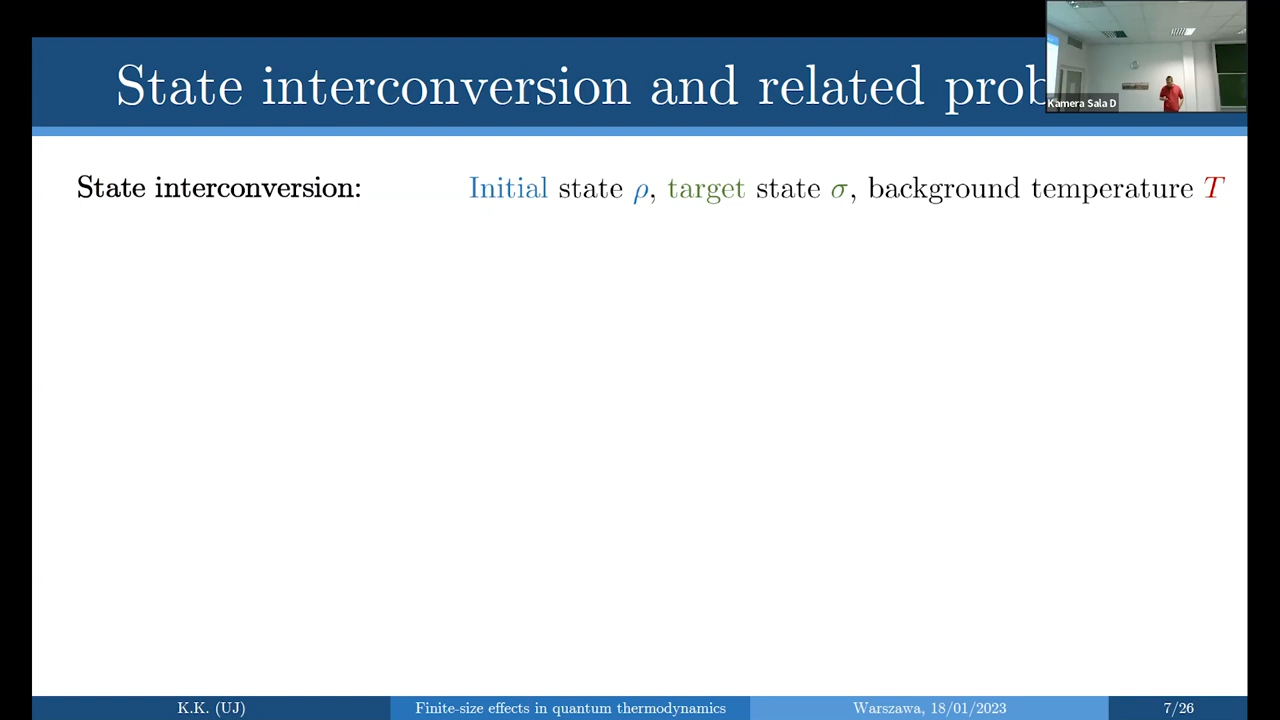 State interconversion and related prob
Kamera Sala D
State interconversion: Initial state ρ, target state σ, background temperature T
K.K. (UJ) Finite-size effects in quantum thermodynamics Warszawa, 18/01/2023 7/26